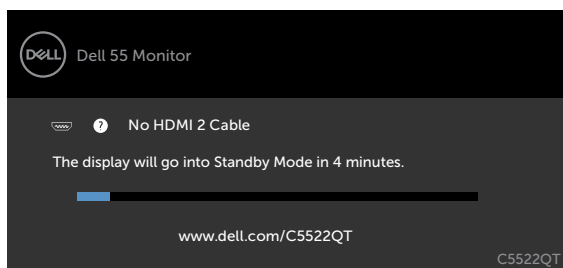 DELL Dell 55 Monitor
? No HDMI 2 Cable
The display will go into Standby Mode in 4 minutes.
www.dell.com/C5522QT
C5522QT